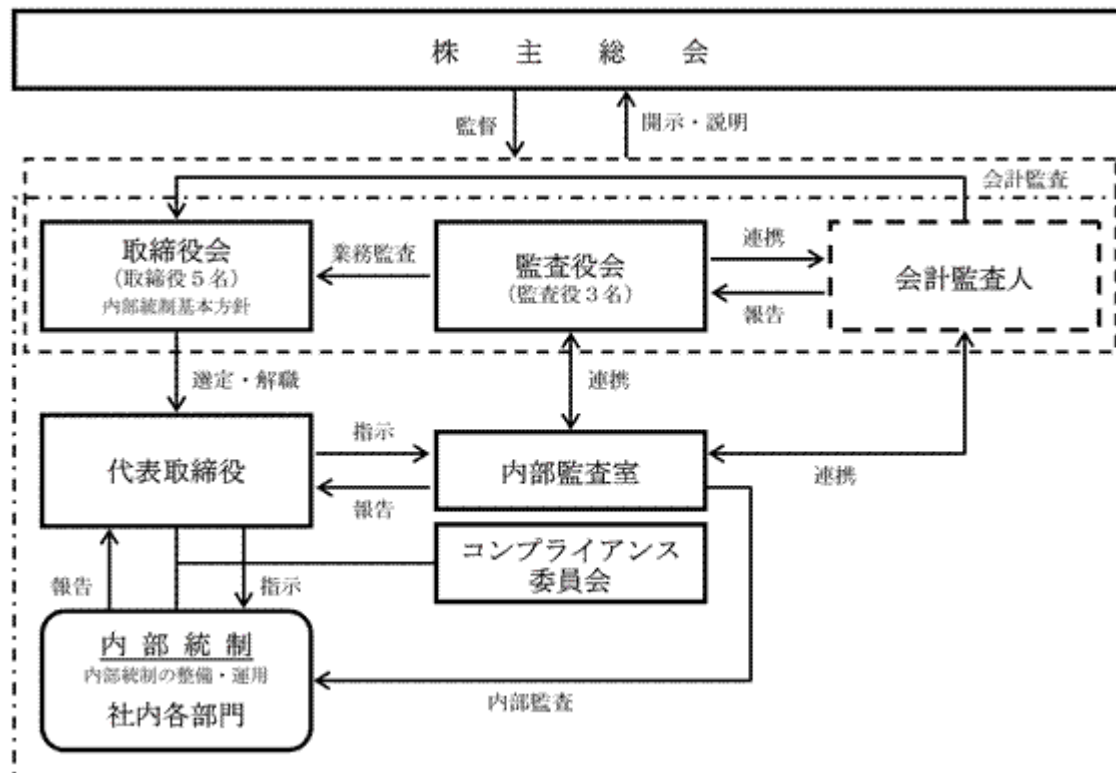 株主総会
監督
開示・説明
会計監査
取締役会
(取締役5名)
内部統制基本方針
業務監査
監査役会
(監査役3名)
連携
報告
会計監査人
選定・解職
連携
代表取締役
指示
報告
内部監査室
連携
コンプライアンス
委員会
報告
指示
内部統制
内部統制の整備・運用
社内各部門
内部監査